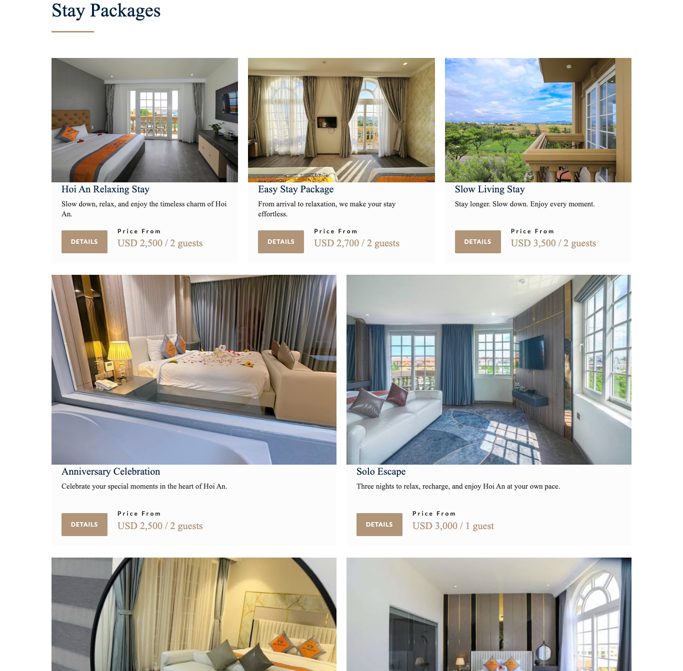 Stay Packages
Hoi An Relaxing Stay
Slow down, relax, and enjoy the timeless charm of Hoi
An.
Price From
DETAILS
USD 2,500 / 2 guests
Easy Stay Package
From arrival to relaxation, we make your stay
effortless.
Price From
DETAILS
USD 2,700 / 2 guests
Slow Living Stay
Stay longer. Slow down. Enjoy every moment.
Price From
DETAILS
USD 3,500 / 2 guests
Anniversary Celebration
Celebrate your special moments in the heart of Hoi An.
Price From
DETAILS
USD 2,500 / 2 guests
Solo Escape
Three nights to relax, recharge, and enjoy Hoi An at your own pace.
Price From
DETAILS
USD 3,000 / 1 guest